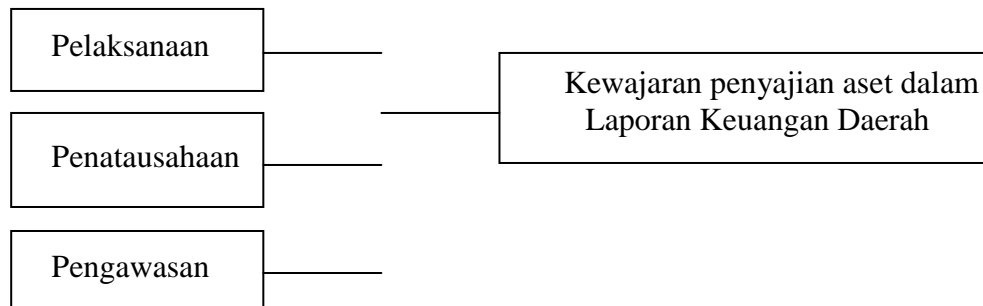 Pelaksanaan
Kewajaran penyajian aset dalam
Laporan Keuangan Daerah
Penatausahaan
Pengawasan